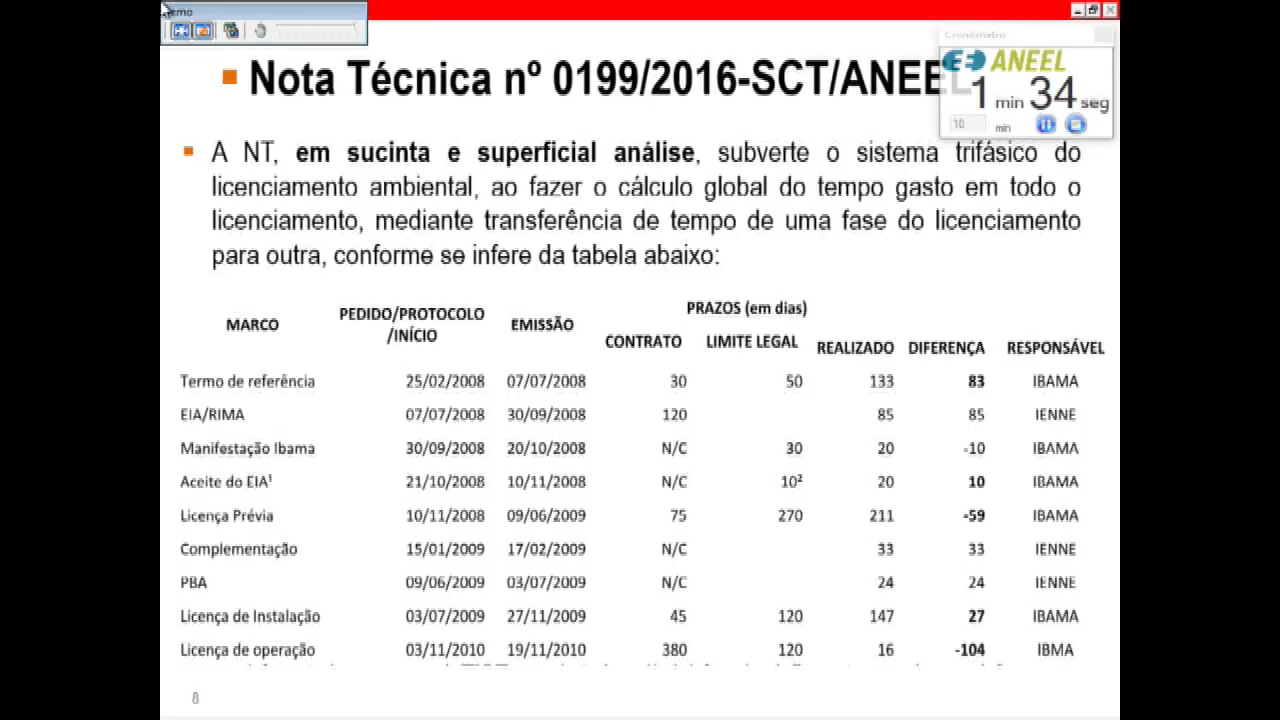 Cronômetro
ANEEL
1 min 34 seg
10 min
Nota Técnica nº 0199/2016-SCT/ANEEL
A NT, em sucinta e superficial análise, subverte o sistema trifásico do
licenciamento ambiental, ao fazer o cálculo global do tempo gasto em todo o
licenciamento, mediante transferência de tempo de uma fase do licenciamento
para outra, conforme se infere da tabela abaixo:
PRAZOS (em dias)
MARCO PEDIDO/PROTOCOLO /INÍCIO EMISSÃO CONTRATO LIMITE LEGAL REALIZADO DIFERENÇA RESPONSÁVEL
Termo de referência 25/02/2008 07/07/2008 30 50 133 83 IBAMA
EIA/RIMA 07/07/2008 30/09/2008 120 85 85 IENNE
Manifestação Ibama 30/09/2008 20/10/2008 N/C 30 20 -10 IBAMA
Aceite do EIA¹ 21/10/2008 10/11/2008 N/C 10² 20 10 IBAMA
Licença Prévia 10/11/2008 09/06/2009 75 270 211 -59 IBAMA
Complementação 15/01/2009 17/02/2009 N/C 33 33 IENNE
PBA 09/06/2009 03/07/2009 N/C 24 24 IENNE
Licença de Instalação 03/07/2009 27/11/2009 45 120 147 27 IBAMA
Licença de operação 03/11/2010 19/11/2010 380 120 16 -104 IBMA
8